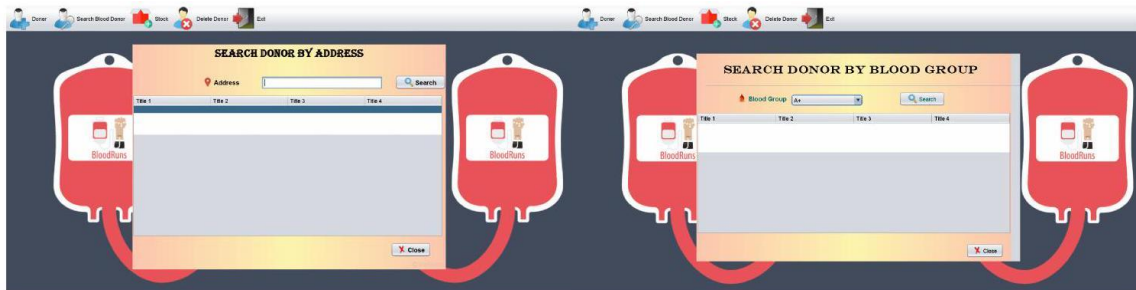 Donor Search Blood Donor Stock Delete Donor Exit
SEARCH DONOR BY ADDRESS
Address Search
Title 1 Title 2 Title 3 Title 4
BloodRuns
BloodRuns
Close
Donor Search Blood Donor Stock Delete Donor Exit
SEARCH DONOR BY BLOOD GROUP
Blood Group A+ Search
Title 1 Title 2 Title 3 Title 4
BloodRuns
BloodRuns
Close